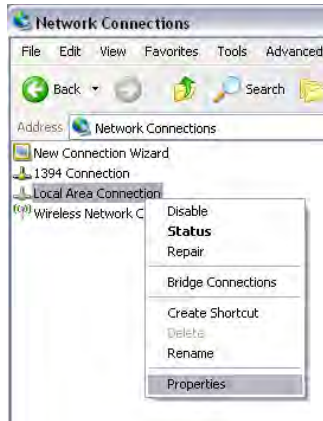 Network Connections
File Edit View Favorites Tools Advanced
Back Search
Address Network Connections
New Connection Wizard
1394 Connection
Local Area Connection
Wireless Network C
Disable
Status
Repair
Bridge Connections
Create Shortcut
Delete
Rename
Properties